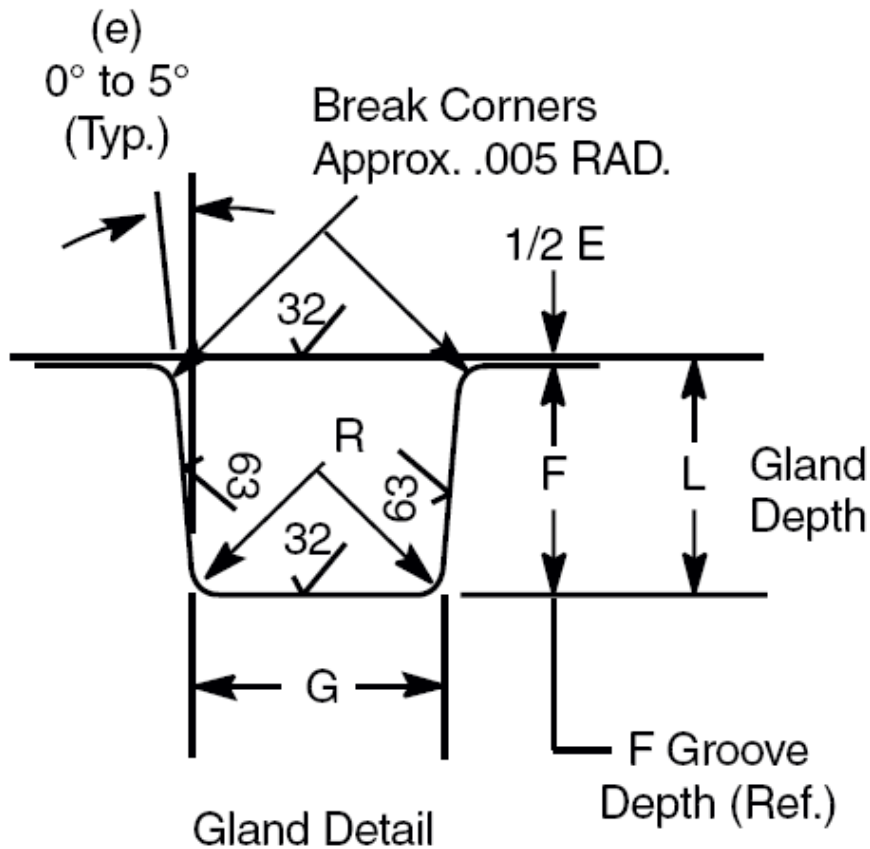 (e)
0° to 5°
(Typ.)
Break Corners
Approx. .005 RAD.
1/2 E
32
R
63
63
32
F
L
Gland
Depth
G
F Groove
Depth (Ref.)
Gland Detail